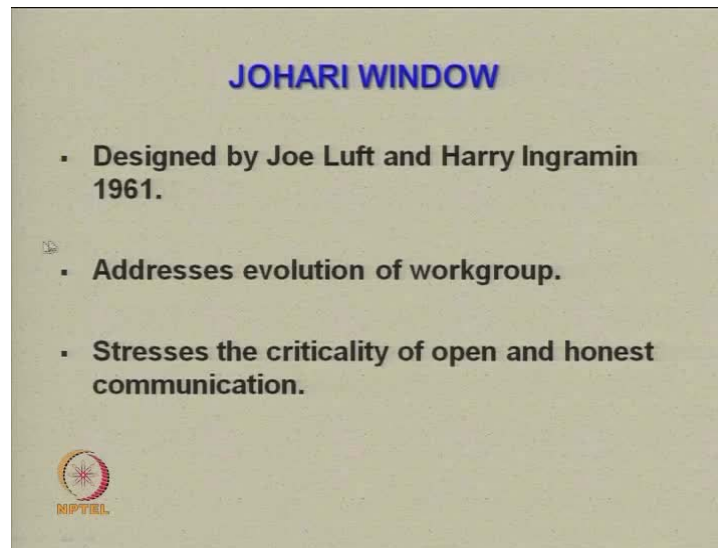 JOHARI WINDOW
▪ Designed by Joe Luft and Harry Ingramin
1961.
▪ Addresses evolution of workgroup.
▪ Stresses the criticality of open and honest
communication.
NPTEL